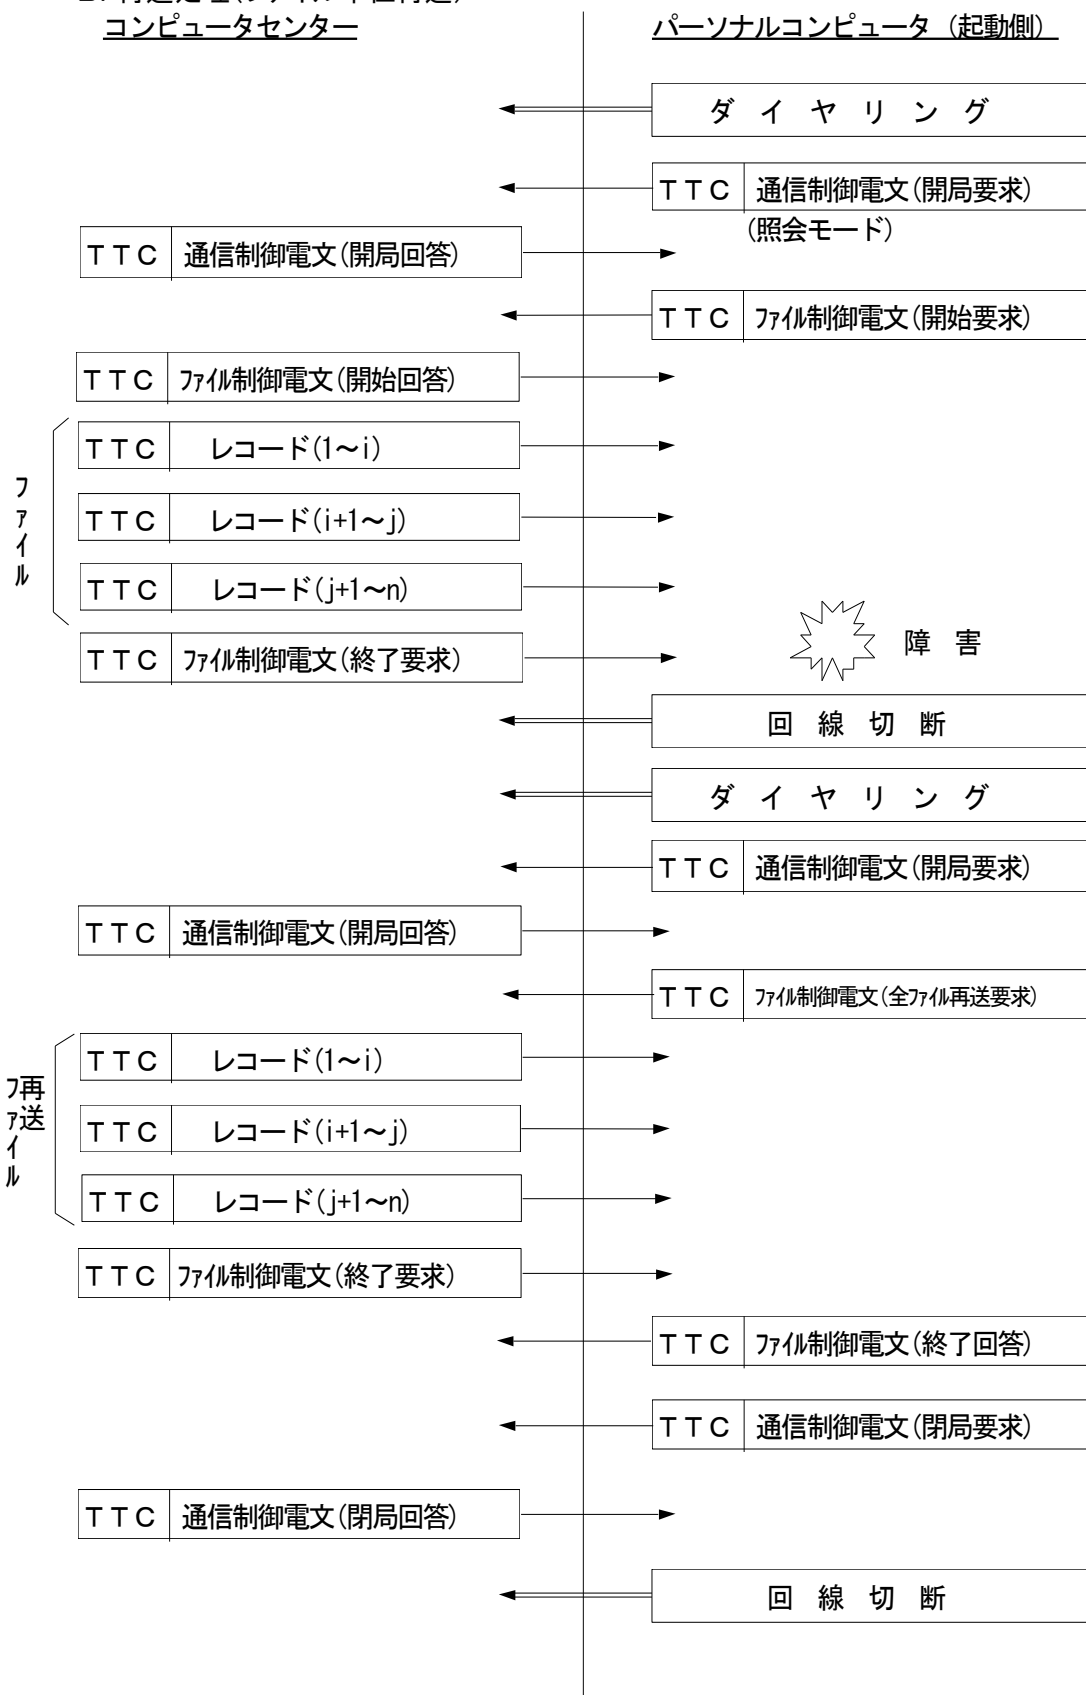 コンピュータセンター　パーソナルコンピュータ（起動側）
ダイヤリング
ＴＴＣ 通信制御電文(開局要求)
(照会モード)
ＴＴＣ 通信制御電文(開局回答)
ＴＴＣ ﾌｧｲﾙ制御電文(開始要求)
ＴＴＣ ﾌｧｲﾙ制御電文(開始回答)
ファイル
ＴＴＣ レコード(1～i)
ＴＴＣ レコード(i+1～j)
ＴＴＣ レコード(j+1～n)
障害
ＴＴＣ ﾌｧｲﾙ制御電文(終了要求)
回線切断
ダイヤリング
ＴＴＣ 通信制御電文(開局要求)
ＴＴＣ 通信制御電文(開局回答)
ＴＴＣ ﾌｧｲﾙ制御電文(全ﾌｧｲﾙ再送要求)
再送
ファイル
ＴＴＣ レコード(1～i)
ＴＴＣ レコード(i+1～j)
ＴＴＣ レコード(j+1～n)
ＴＴＣ ﾌｧｲﾙ制御電文(終了要求)
ＴＴＣ ﾌｧｲﾙ制御電文(終了回答)
ＴＴＣ 通信制御電文(閉局要求)
ＴＴＣ 通信制御電文(閉局回答)
回線切断